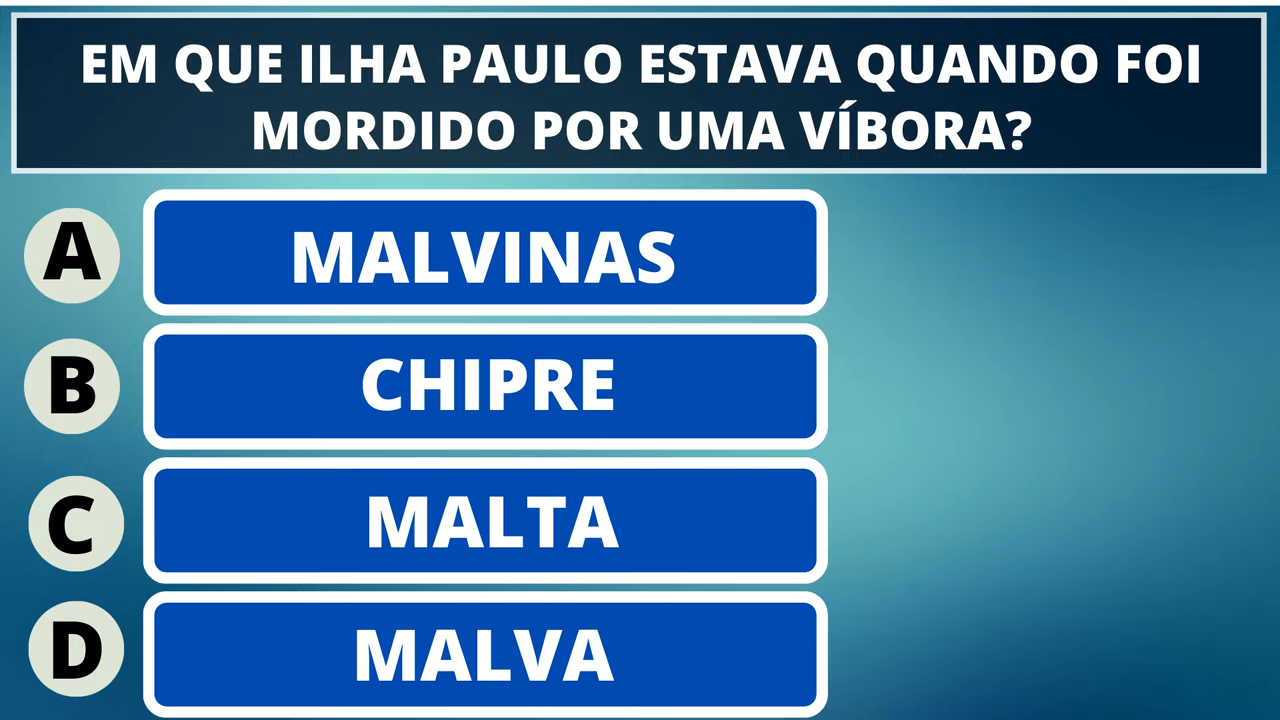 EM QUE ILHA PAULO ESTAVA QUANDO FOI
MORDIDO POR UMA VÍBORA?
A MALVINAS
B CHIPRE
C MALTA
D MALVA